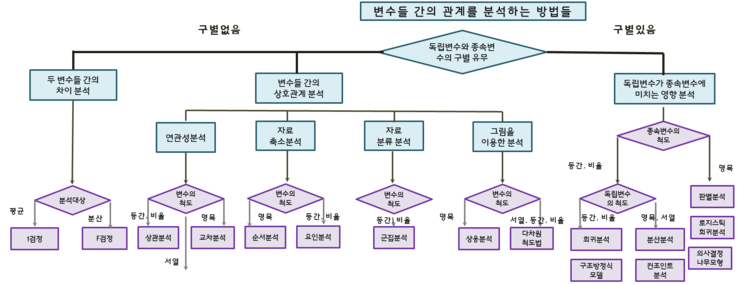 변수들 간의 관계를 분석하는 방법들
구별없음
구별있음
독립변수와 종속변
수의 구별 유무
두 변수들 간의
차이 분석
변수들 간의
상호관계 분석
독립변수가 종속변수에
미치는 영향 분석
연관성분석
자료
축소분석
자료
분류 분석
그림을
이용한 분석
종속변수의
척도
등간, 비율
명목
분석대상
변수의
척도
변수의
척도
변수의
척도
변수의
척도
독립변수
의 척도
판별분석
평균
분산
등간, 비율
명목
명목
등간, 비율
등간, 비율
명목
서열, 등간, 비율
등간, 비율
명목, 서열
로지스틱
회귀분석
t검정
F검정
상관분석
교차분석
순서분석
요인분석
군집분석
상응분석
다차원
척도법
회귀분석
분산분석
의사결정
나무모형
서열
구조방정식
모델
컨조인트
분석